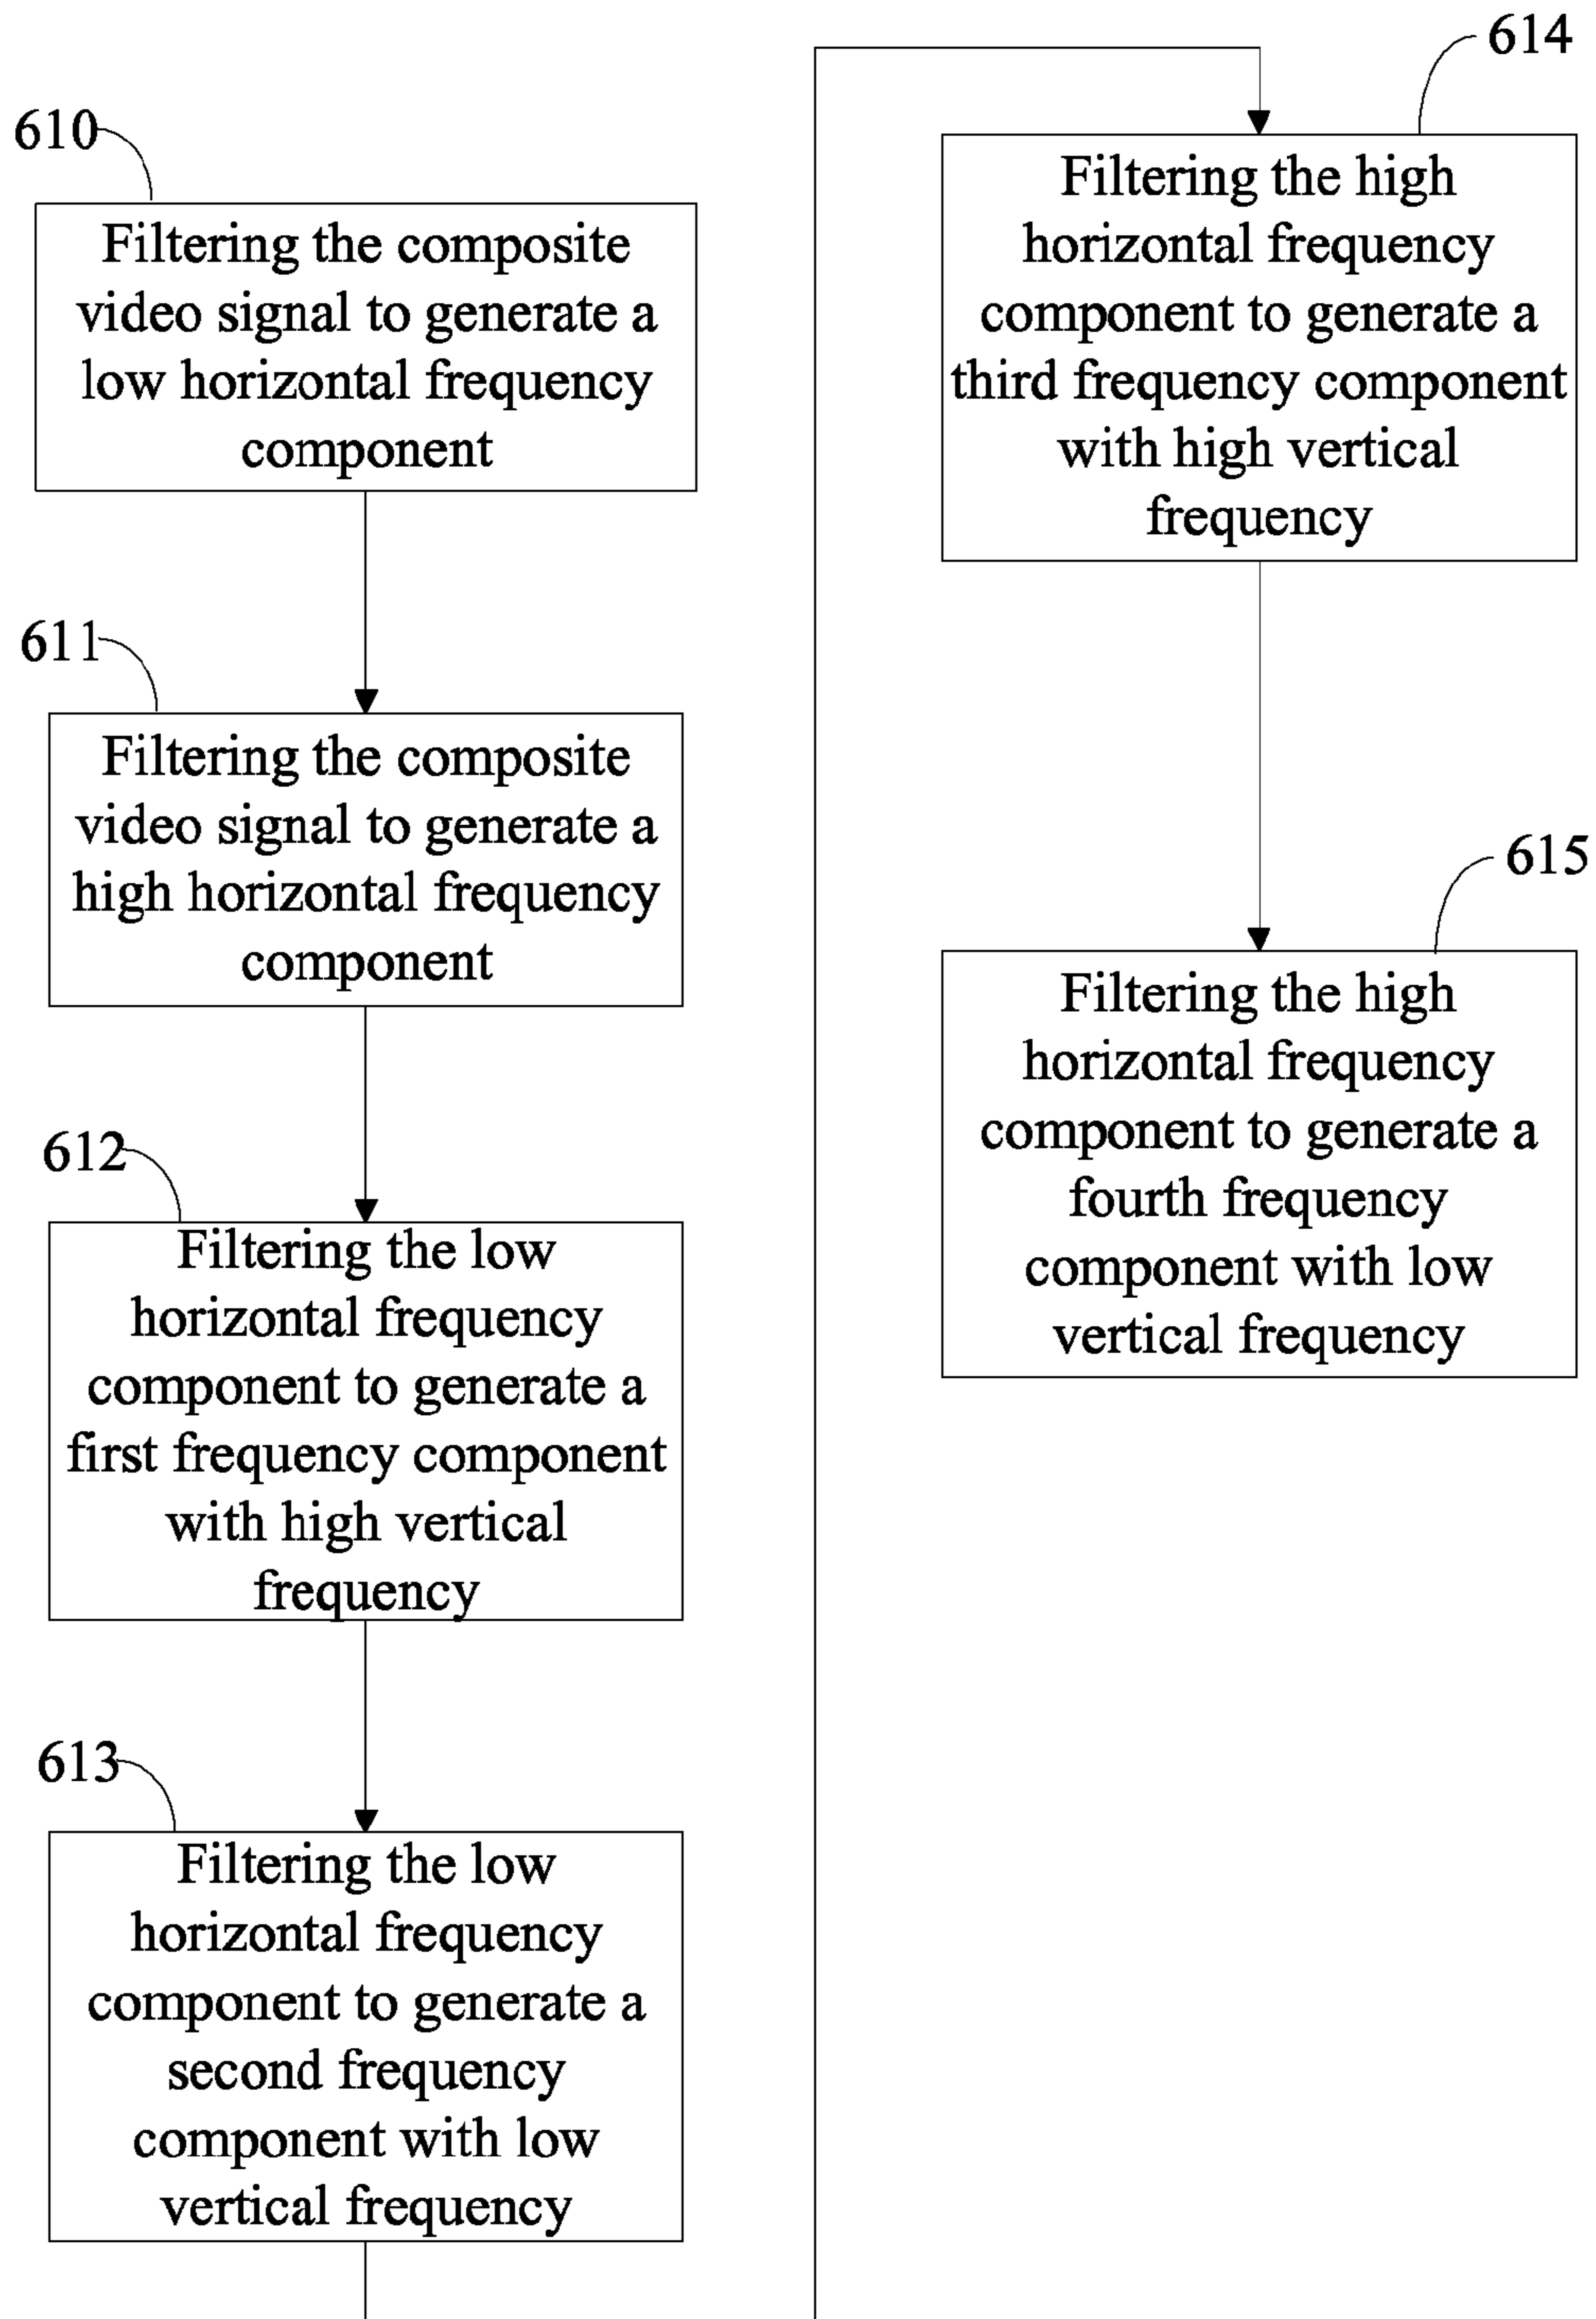 610
Filtering the composite
video signal to generate a
low horizontal frequency
component
611
Filtering the composite
video signal to generate a
high horizontal frequency
component
612
Filtering the low
horizontal frequency
component to generate a
first frequency component
with high vertical
frequency
613
Filtering the low
horizontal frequency
component to generate a
second frequency
component with low
vertical frequency
614
Filtering the high
horizontal frequency
component to generate a
third frequency component
with high vertical
frequency
615
Filtering the high
horizontal frequency
component to generate a
fourth frequency
component with low
vertical frequency